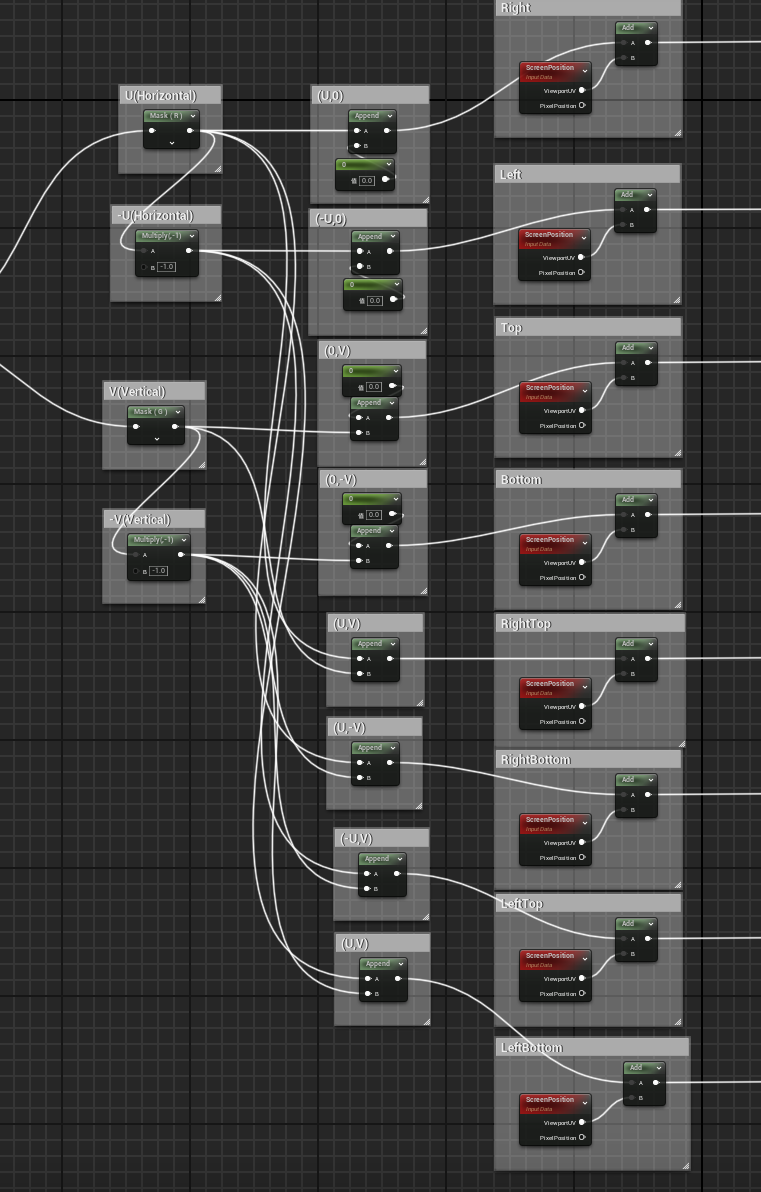 U(Horizontal)
Mask ( R )
-U(Horizontal)
Multiply(,-1)
A
B -1.0
V(Vertical)
Mask ( G )
-V(Vertical)
Multiply(,-1)
A
B -1.0
(U,0)
Append
A
B
0
值 0.0
(-U,0)
Append
A
B
0
值 0.0
(0,V)
0
值 0.0
Append
A
B
(0,-V)
0
值 0.0
Append
A
B
(U,V)
Append
A
B
(U,-V)
Append
A
B
(-U,V)
Append
A
B
(U,V)
Append
A
B
Right
Add
A
B
ScreenPosition
Input Data
ViewportUV
PixelPosition
Left
Add
A
B
ScreenPosition
Input Data
ViewportUV
PixelPosition
Top
Add
A
B
ScreenPosition
Input Data
ViewportUV
PixelPosition
Bottom
Add
A
B
ScreenPosition
Input Data
ViewportUV
PixelPosition
RightTop
Add
A
B
ScreenPosition
Input Data
ViewportUV
PixelPosition
RightBottom
Add
A
B
ScreenPosition
Input Data
ViewportUV
PixelPosition
LeftTop
Add
A
B
ScreenPosition
Input Data
ViewportUV
PixelPosition
LeftBottom
Add
A
B
ScreenPosition
Input Data
ViewportUV
PixelPosition